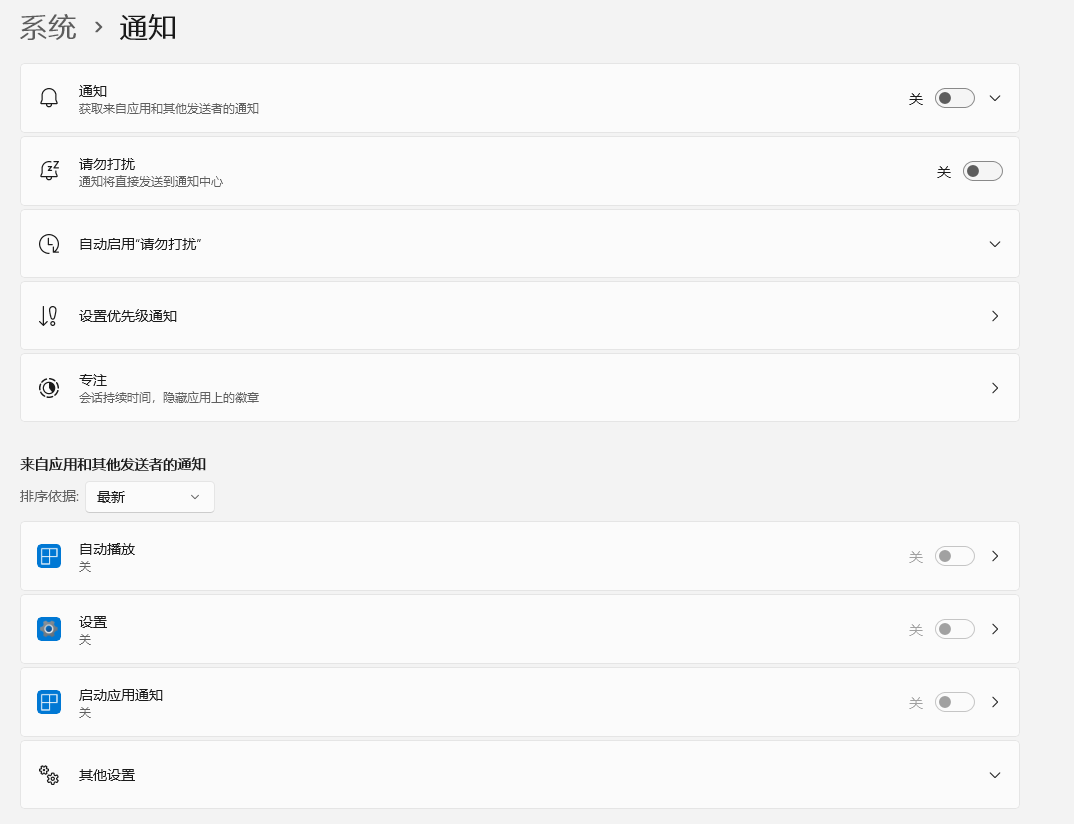 系统 › 通知
通知
获取来自应用和其他发送者的通知
关
请勿打扰
通知将直接发送到通知中心
关
自动启用"请勿打扰"
设置优先级通知
专注
会话持续时间，隐藏应用上的徽章
来自应用和其他发送者的通知
排序依据: 最新
自动播放
关
关
设置
关
关
启动应用通知
关
关
其他设置